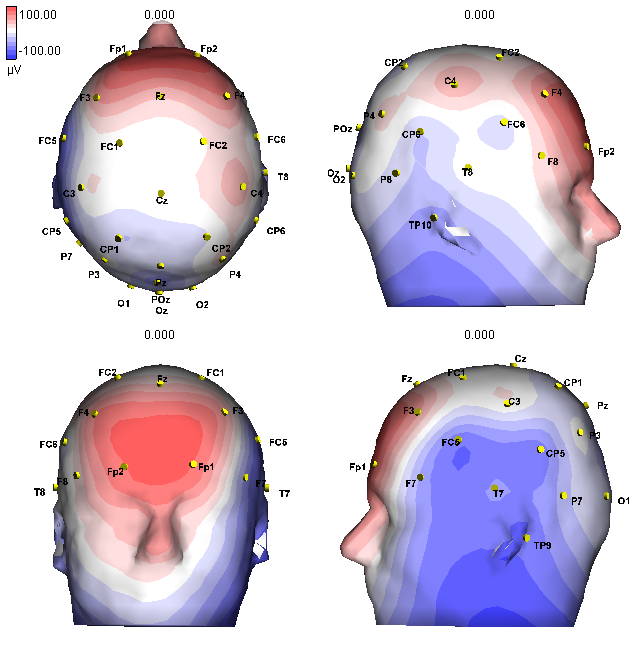 100.00
-100.00
µV
0.000
Fp1 Fp2
F3 Fz F4
FC5 FC1 FC2 FC6
T8
C3 Cz C4
CP5 CP1 CP2 CP6
P7 P3 Pz P4
O1 POz O2
Oz
0.000
CP2 FC2
C4 F4
P4 FC6
POz CP6 Fp2
F8
Oz P8 T8
O2
TP10
0.000
FC2 Fz FC1
F4 F3
FC6 FC5
Fp2 Fp1
F8 F7
T8 T7
0.000
Cz
Fz FC1 CP1
F3 C3 Pz
FC5 P3
Fp1 CP5
F7
T7 P7 O1
TP9